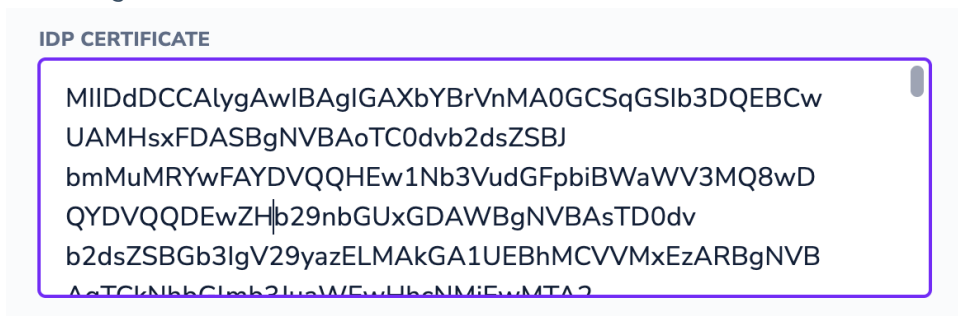 IDP CERTIFICATE
MIIDdDCCAlygAwIBAgIGAXbYBrVnMA0GCSqGSIb3DQEBCw
UAMHsxFDASBgNVBAoTC0dvb2dsZSBJ
bmMuMRYwFAYDVQQHEw1Nb3VudGFpbiBWaWV3MQ8wD
QYDVQQDEwZHb29nbGUxGDAWBgNVBAsTD0dv
b2dsZSBGb3IgV29yazELMAkGA1UEBhMCVVMxEzARBgNVB